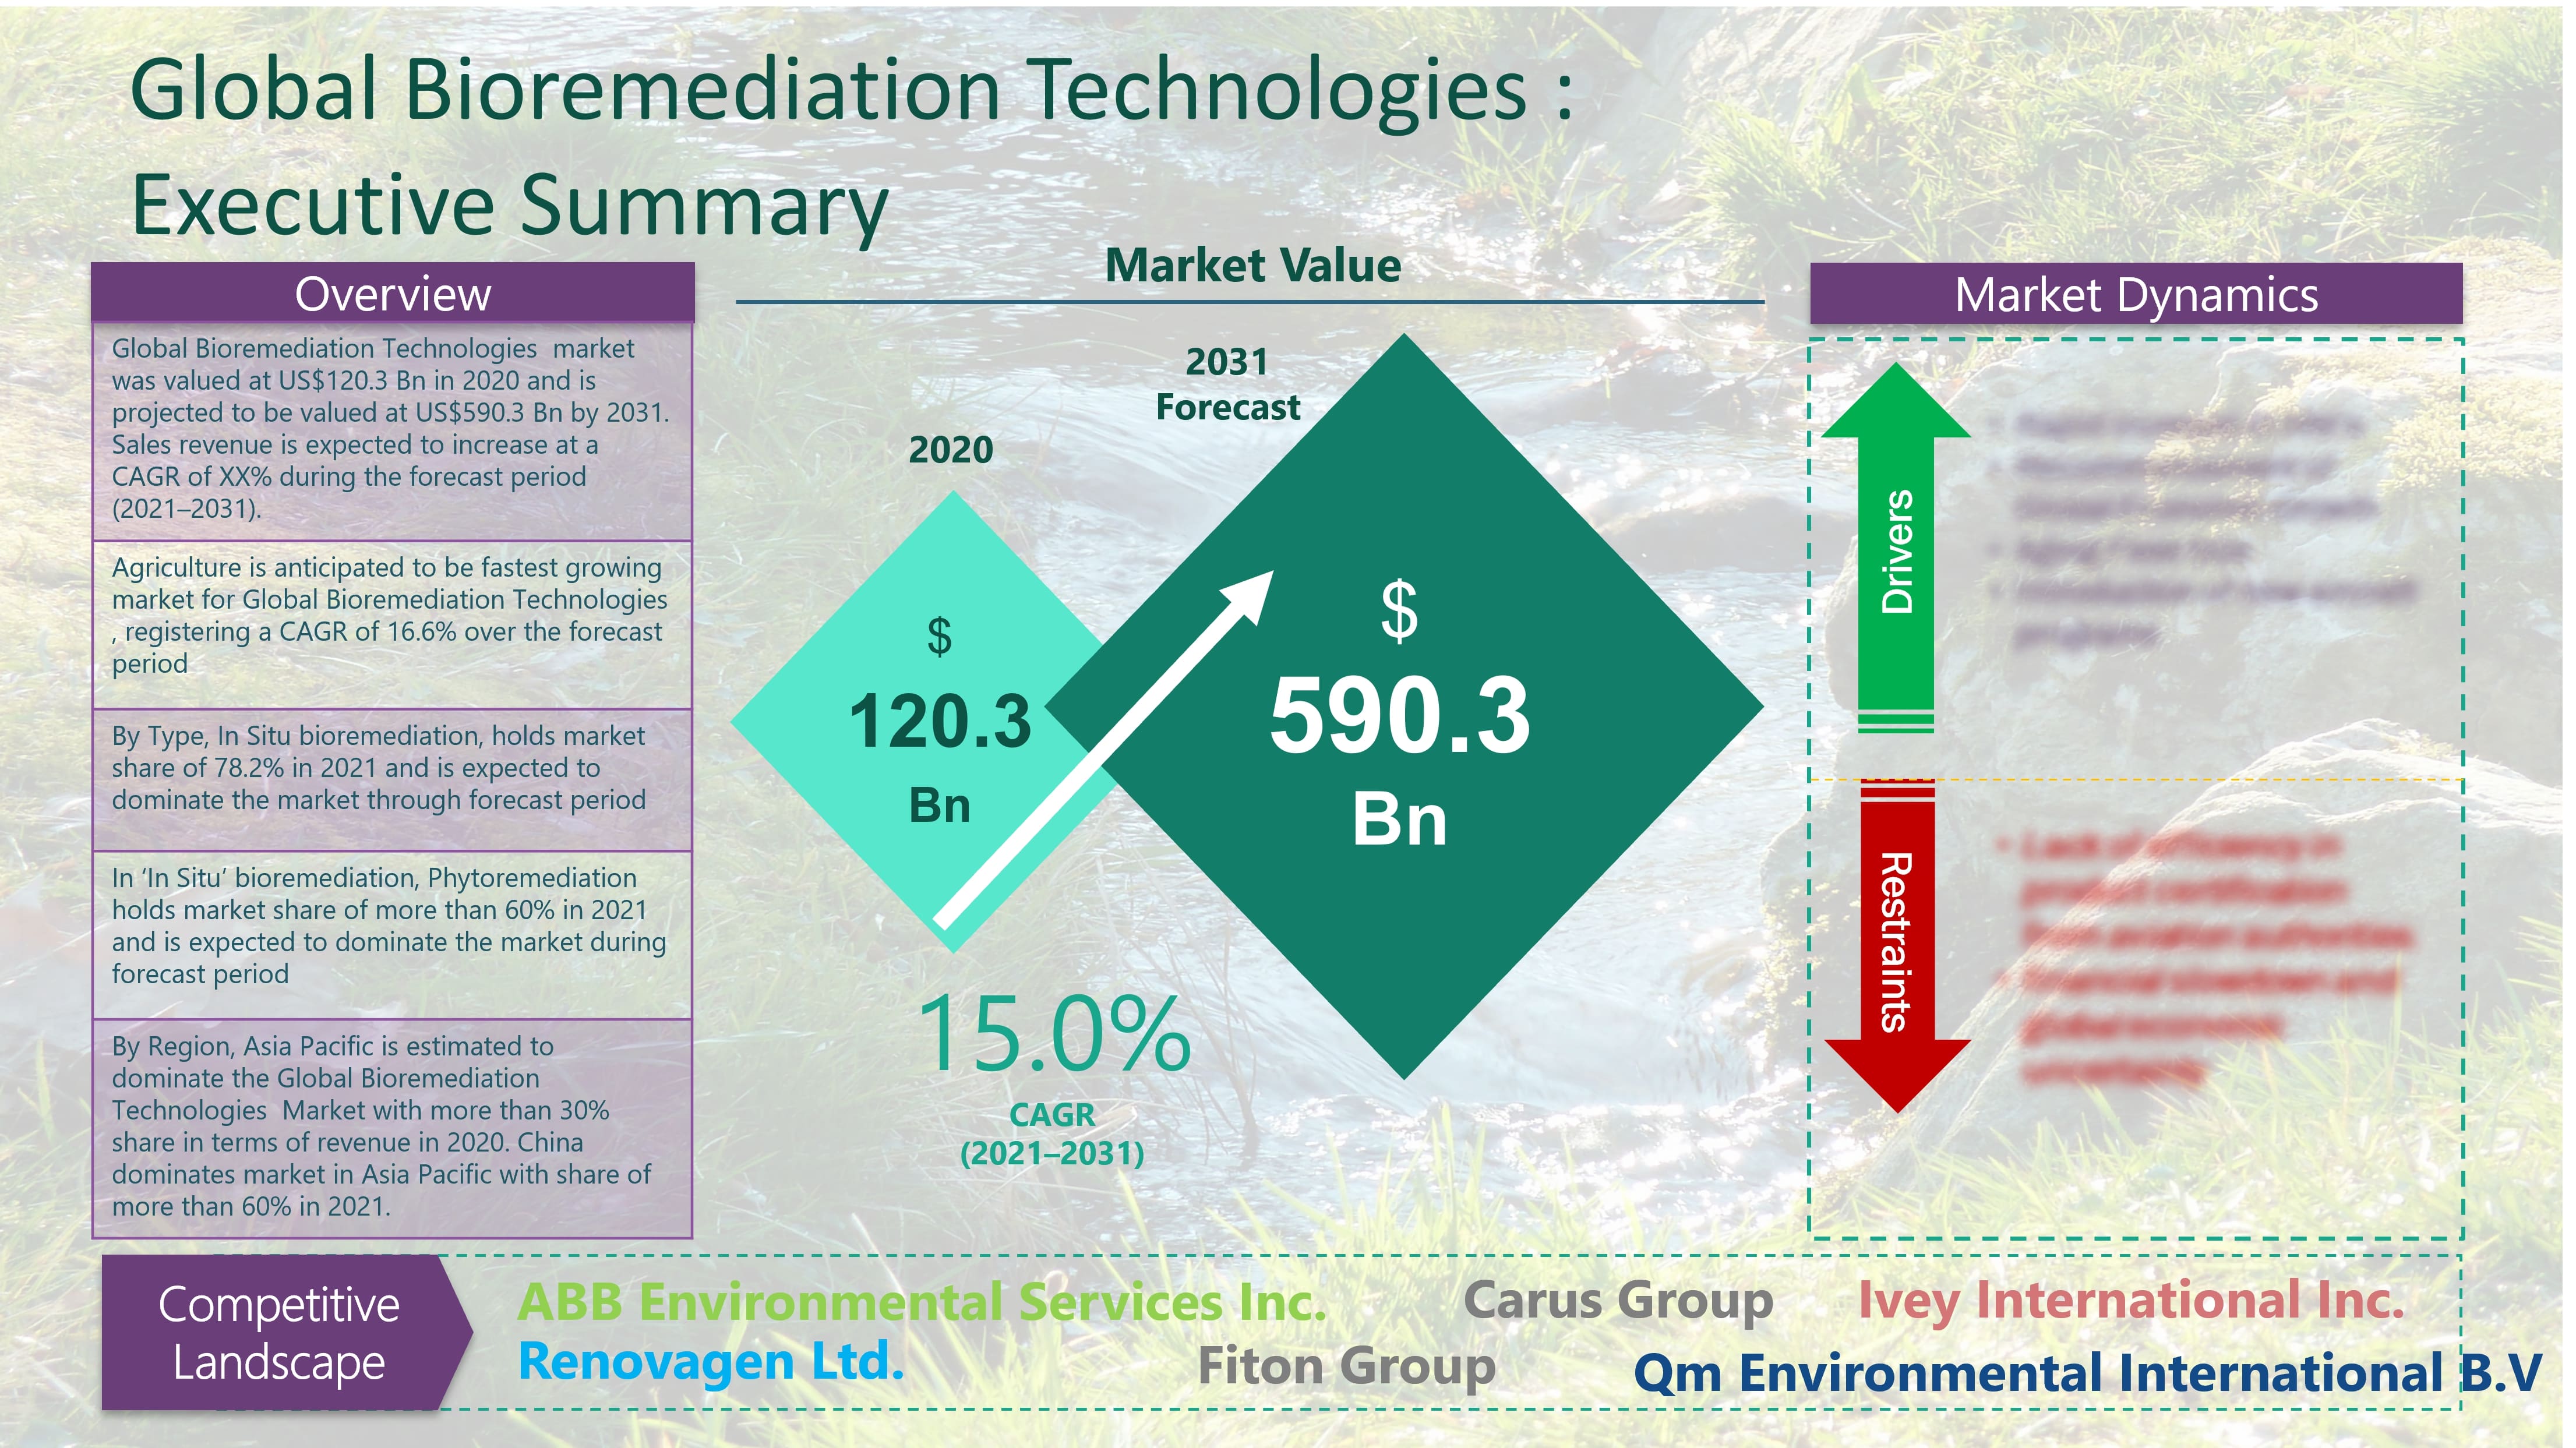 Global Bioremediation Technologies :
Executive Summary
Overview
Global Bioremediation Technologies  market
was valued at US$120.3 Bn in 2020 and is
projected to be valued at US$590.3 Bn by 2031.
Sales revenue is expected to increase at a
CAGR of XX% during the forecast period
(2021–2031).
Agriculture is anticipated to be fastest growing
market for Global Bioremediation Technologies
, registering a CAGR of 16.6% over the forecast
period
By Type, In Situ bioremediation, holds market
share of 78.2% in 2021 and is expected to
dominate the market through forecast period
In ‘In Situ’ bioremediation, Phytoremediation
holds market share of more than 60% in 2021
and is expected to dominate the market during
forecast period
By Region, Asia Pacific is estimated to
dominate the Global Bioremediation
Technologies  Market with more than 30%
share in terms of revenue in 2020. China
dominates market in Asia Pacific with share of
more than 60% in 2021.
Market Value
2020
$
120.3
Bn
2031
Forecast
$
590.3
Bn
15.0%
CAGR
(2021–2031)
Market Dynamics
Drivers
Restraints
Competitive
Landscape
ABB Environmental Services Inc.
Carus Group
Ivey International Inc.
Renovagen Ltd.
Fiton Group
Qm Environmental International B.V